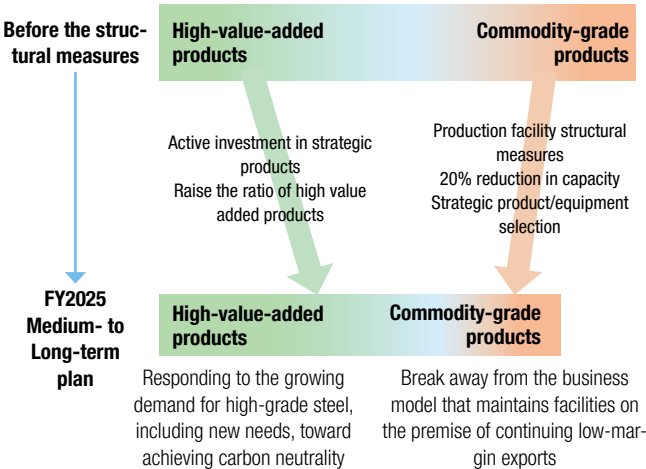 Before the struc-
tural measures
High-value-added
products
Commodity-grade
products
Active investment in strategic
products
Raise the ratio of high value
added products
Production facility structural
measures
20% reduction in capacity
Strategic product/equipment
selection
FY2025
Medium- to
Long-term
plan
High-value-added
products
Commodity-grade
products
Responding to the growing
demand for high-grade steel,
including new needs, toward
achieving carbon neutrality
Break away from the business
model that maintains facilities on
the premise of continuing low-mar-
gin exports